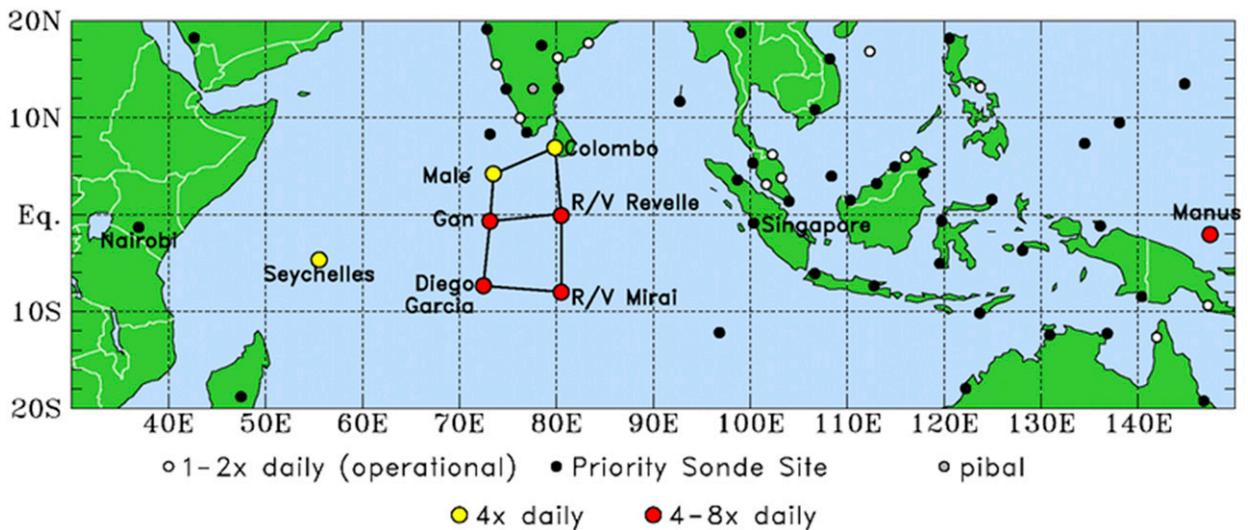 20N
10N
Eq.
10S
20S
Colombo
Malé
R/V Revelle
Gan
Manus
Singapore
Nairobi
Seychelles
Diego
Garcia
R/V Mirai
40E 50E 60E 70E 80E 90E 100E 110E 120E 130E 140E
1-2x daily (operational) Priority Sonde Site pibal
4x daily 4-8x daily